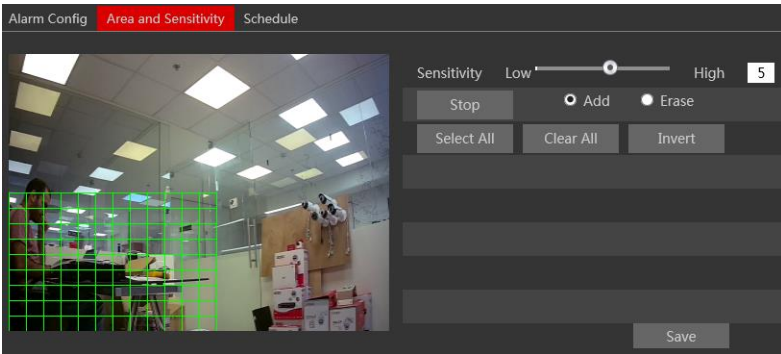 Alarm Config Area and Sensitivity Schedule
Sensitivity Low High 5
Stop Add Erase
Select All Clear All Invert
Save